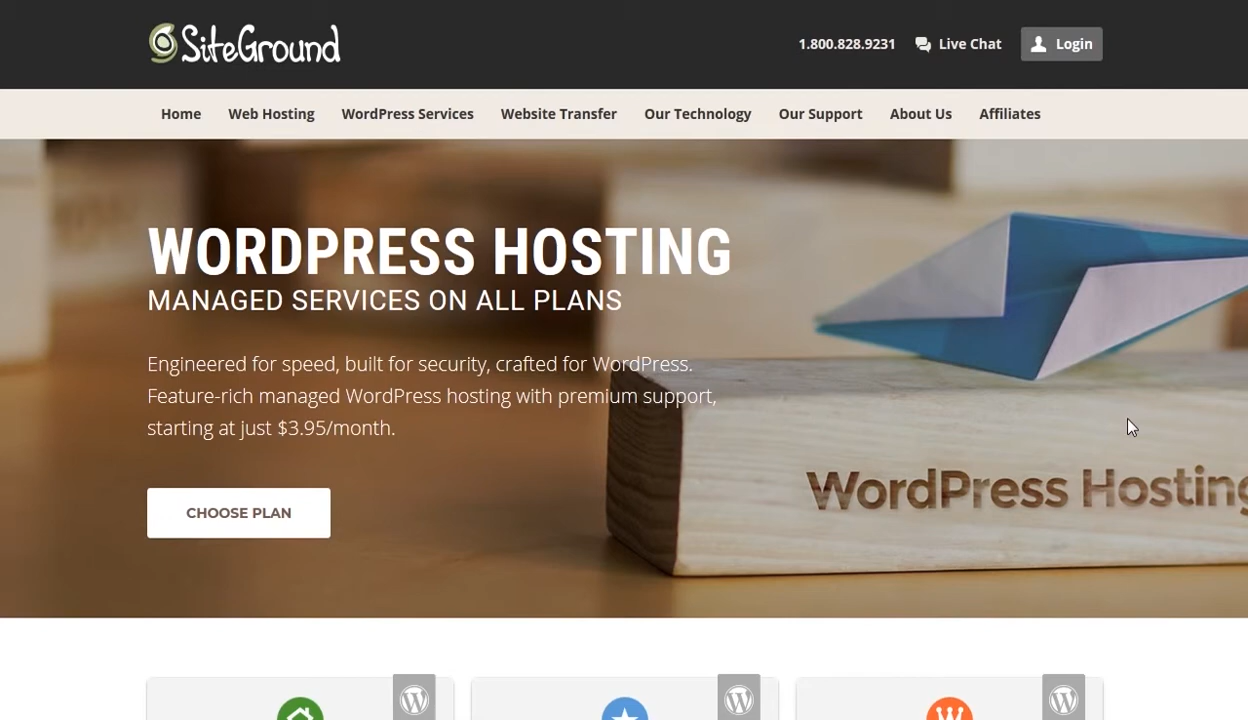 SiteGround
1.800.828.9231 Live Chat Login
Home Web Hosting WordPress Services Website Transfer Our Technology Our Support About Us Affiliates
WORDPRESS HOSTING
MANAGED SERVICES ON ALL PLANS
Engineered for speed, built for security, crafted for WordPress.
Feature-rich managed WordPress hosting with premium support,
starting at just $3.95/month.
WordPress Hosting
CHOOSE PLAN